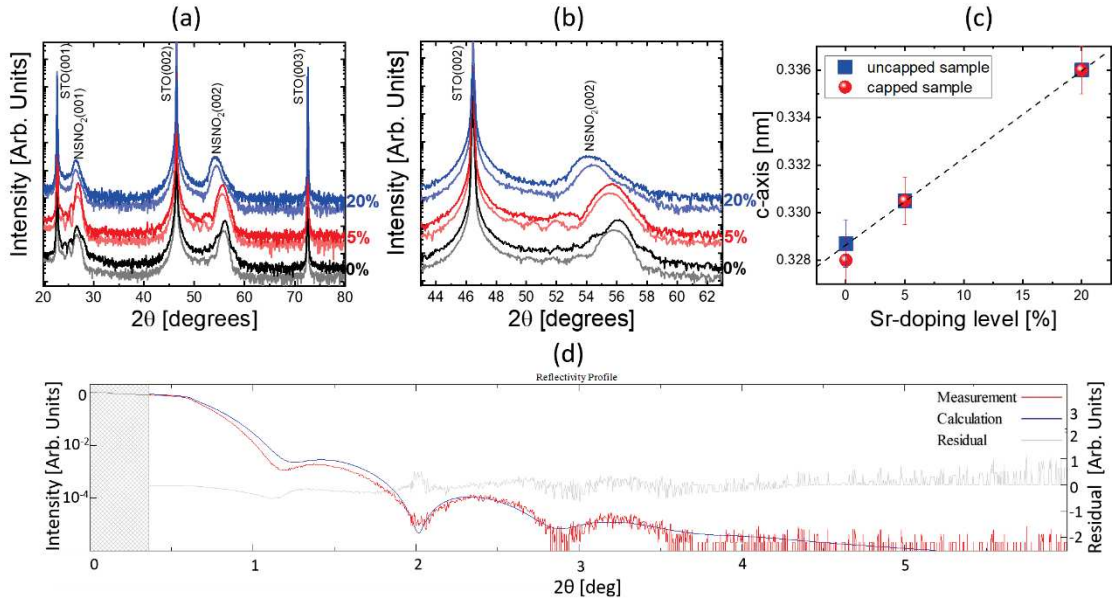 (a)
(b)
(c)
Intensity [Arb. Units]
STO(001)
NSNO₂(001)
STO(002)
NSNO₂(002)
STO(003)
20%
5%
0%
20 30 40 50 60 70 80
2θ [degrees]
Intensity [Arb. Units]
STO(002)
NSNO₂(002)
20%
5%
0%
44 46 48 50 52 54 56 58 60 62
2θ [degrees]
c-axis [nm]
0.336
0.334
0.332
0.330
0.328
uncapped sample
capped sample
0 5 10 15 20
Sr-doping level [%]
(d)
Reflectivity Profile
Intensity [Arb. Units]
0
10⁻²
10⁻⁴
Measurement
Calculation
Residual
3
2
1
0
-1
-2
Residual [Arb. Units]
0 1 2 3 4 5
2θ [deg]